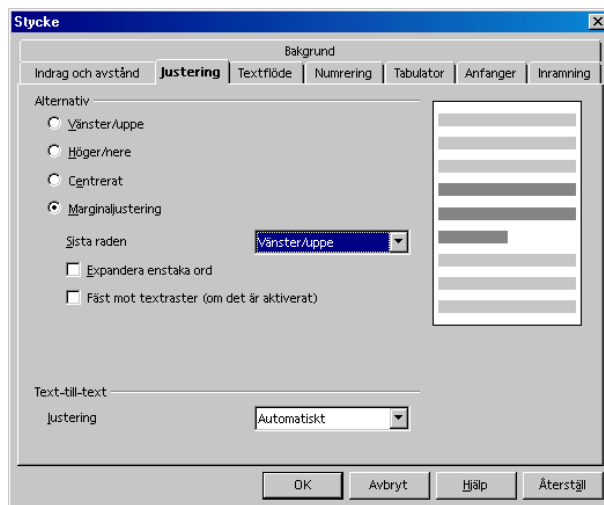 Stycke
Bakgrund
Indrag och avstånd Justering Textflöde Numrering Tabulator Anfanger Inramning
Alternativ
Vänster/uppe
Höger/nere
Centrerat
Marginaljustering
Sista raden Vänster/uppe
Expandera enstaka ord
Fäst mot textraster (om det är aktiverat)
Text-till-text
Justering Automatiskt
OK Avbryt Hjälp Återställ